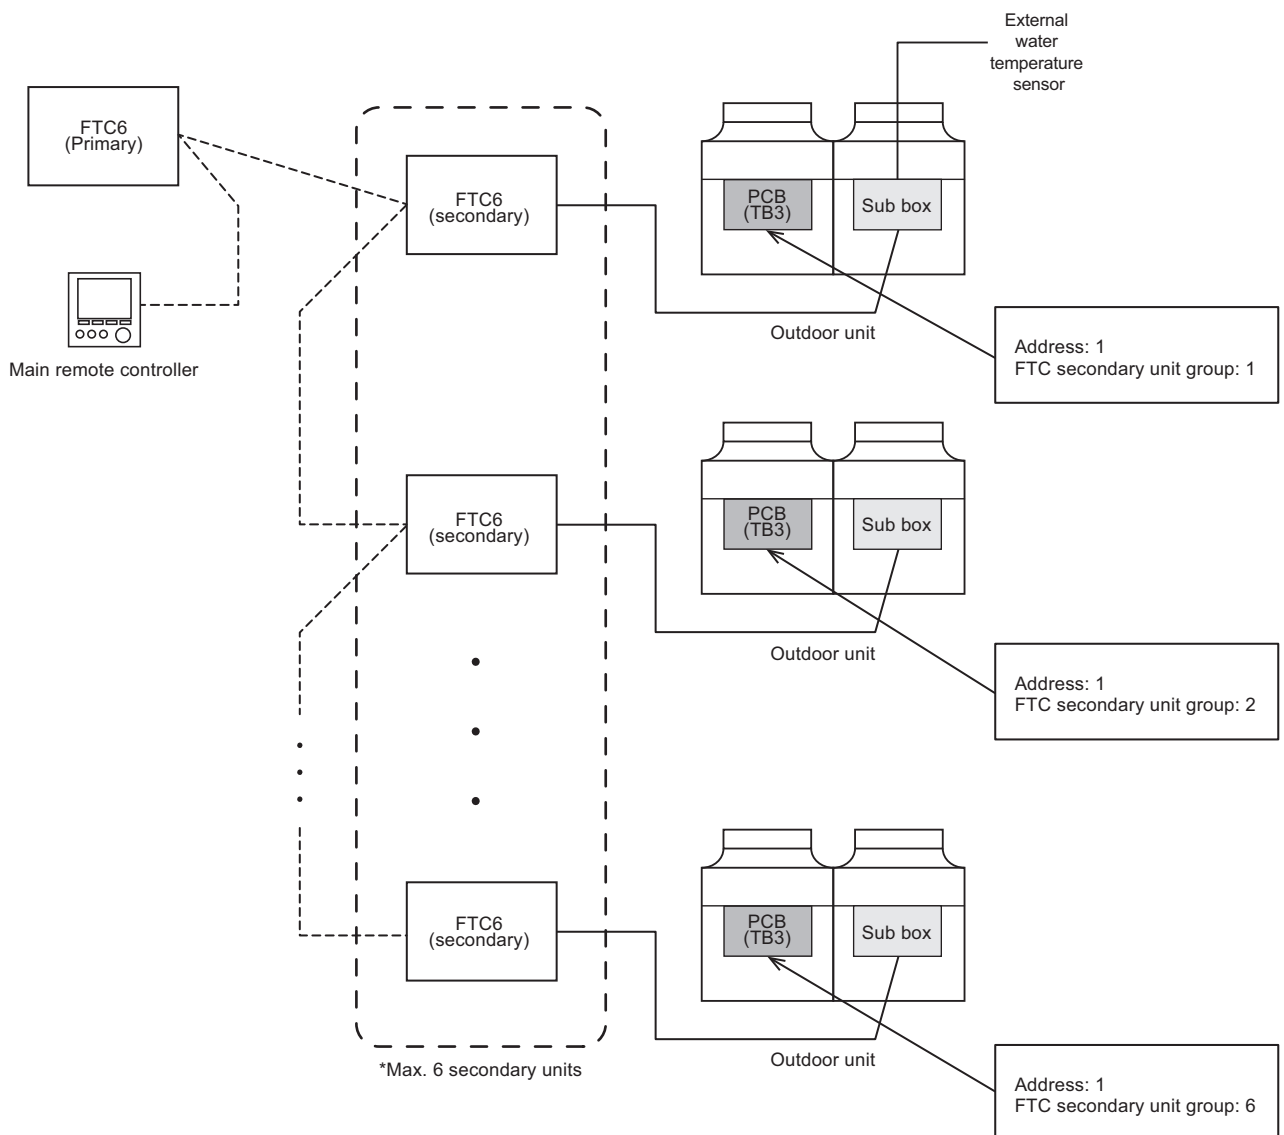 External
water
temperature
sensor
FTC6
(Primary)
FTC6
(secondary)
PCB
(TB3)
Sub box
Main remote controller
Outdoor unit
Address: 1
FTC secondary unit group: 1
FTC6
(secondary)
PCB
(TB3)
Sub box
Outdoor unit
Address: 1
FTC secondary unit group: 2
FTC6
(secondary)
PCB
(TB3)
Sub box
Outdoor unit
*Max. 6 secondary units
Address: 1
FTC secondary unit group: 6